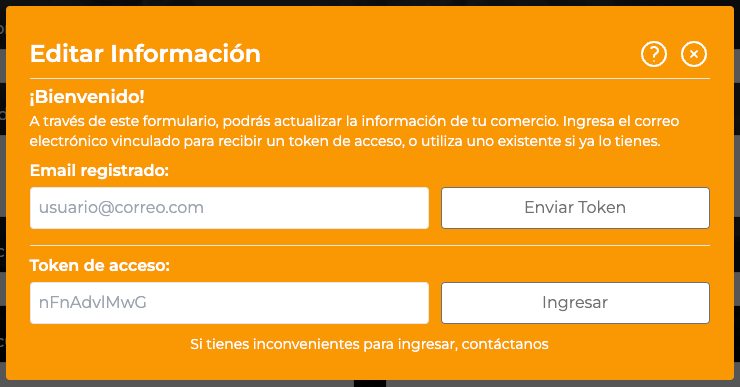 Editar Información
¡Bienvenido!
A través de este formulario, podrás actualizar la información de tu comercio. Ingresa el correo
electrónico vinculado para recibir un token de acceso, o utiliza uno existente si ya lo tienes.
Email registrado:
usuario@correo.com
Enviar Token
Token de acceso:
nFnAdvlMwG
Ingresar
Si tienes inconvenientes para ingresar, contáctanos